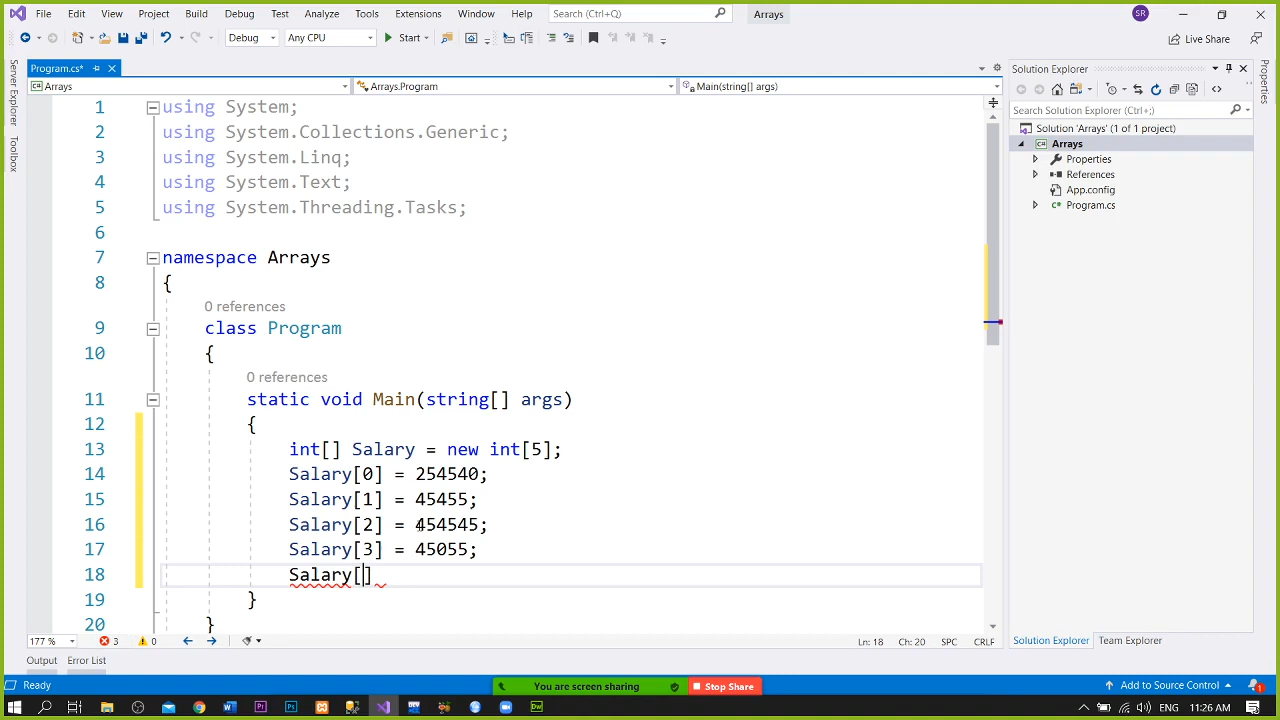 File Edit View Project Build Debug Test Analyze Tools Extensions Window Help Search (Ctrl+Q) Arrays SR
Debug Any CPU Start Live Share
Server Explorer
Toolbox
Program.cs*
Arrays Arrays.Program Main(string[] args)
1 using System;
2 using System.Collections.Generic;
3 using System.Linq;
4 using System.Text;
5 using System.Threading.Tasks;
6
7 namespace Arrays
8 {
0 references
9 class Program
10 {
0 references
11 static void Main(string[] args)
12 {
13 int[] Salary = new int[5];
14 Salary[0] = 254540;
15 Salary[1] = 45455;
16 Salary[2] = 454545;
17 Salary[3] = 45055;
18 Salary[]
19 }
20 }
177 % 3 0 Ln: 18 Ch: 20 SPC CRLF
Solution Explorer
Search Solution Explorer (Ctrl+;)
Solution 'Arrays' (1 of 1 project)
Arrays
Properties
References
App.config
Program.cs
Solution Explorer Team Explorer
Properties
Output Error List
Ready Add to Source Control 1
You are screen sharing Stop Share
ENG 11:26 AM